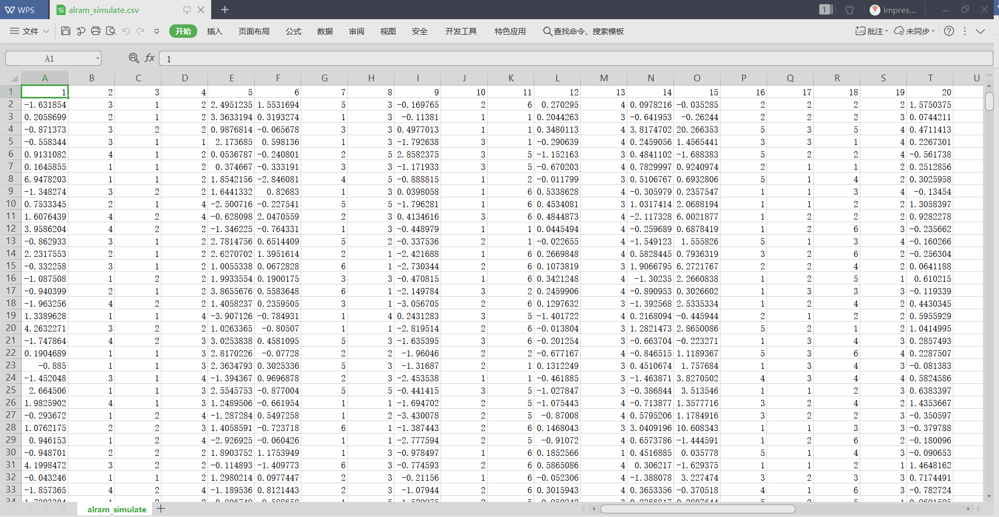 WPS alram_simulate.csv 1 Impres...
文件 开始 插入 页面布局 公式 数据 审阅 视图 安全 开发工具 特色应用 查找命令、搜索模板 批注 未同步
A1 fx 1
A B C D E F G H I J K L M N O P Q R S T U
1 1 2 3 4 5 6 7 8 9 10 11 12 13 14 15 16 17 18 19 20
2 -1.631854 3 1 2 2.4951235 1.5531694 5 3 -0.169765 2 6 0.270295 4 0.0978216 -0.035285 2 2 2 2 1.5750375
3 0.2058699 2 1 2 3.3633194 0.3193274 1 3 -0.11381 1 1 0.2044263 3 -0.641953 -0.26244 2 2 2 3 0.0744211
4 -0.871373 3 2 2 0.9876814 -0.065678 3 3 0.4977013 1 1 0.3480113 4 3.8174702 20.266353 5 3 5 4 0.4711413
5 -0.558344 3 1 1 2.173685 0.598136 1 3 -1.792638 3 1 -0.290639 4 0.2459056 1.4565441 3 3 1 4 0.2267301
6 0.9131082 4 1 2 0.0536787 -0.240801 2 5 2.8582375 3 5 -1.152163 3 0.4841102 -1.688383 5 2 2 4 -0.561738
7 0.1645855 1 1 2 0.374667 -0.333191 3 3 -1.171933 3 5 -0.670203 4 0.7829997 0.9240974 2 1 1 2 0.2512856
8 6.9478203 1 1 2 1.8542156 -2.846081 4 5 -0.888815 1 2 -0.011799 3 0.5106767 0.6932806 5 1 4 2 0.3025958
9 -1.348274 3 2 2 1.6441332 0.82683 1 3 0.0398058 1 6 0.5338628 4 -0.305979 0.2357547 1 1 3 4 -0.13454
10 0.7533345 2 1 4 -2.500716 -0.227541 5 5 -1.796281 1 6 0.4534081 3 1.0317414 2.0688194 1 1 2 2 1.3058397
11 1.6076439 4 2 4 -0.628098 2.0470559 2 3 0.4134616 3 6 0.4844873 4 -2.117328 6.0021877 1 2 2 2 0.9282278
12 3.9586204 4 2 2 -1.346225 -0.764331 1 3 -0.448979 1 1 0.0445494 4 -0.259689 0.6878419 1 2 6 3 -0.235662
13 -0.862933 3 1 2 2.7814756 0.6514409 5 2 -0.337536 2 1 -0.022655 4 -1.549123 1.555826 5 1 3 4 -0.160266
14 2.2317553 2 1 2 2.6270702 1.3951614 2 1 -2.421688 1 6 0.2669848 4 0.5828445 0.7936319 3 2 6 2 -0.256304
15 -0.332258 3 1 2 1.0055338 0.0672828 6 1 -2.730344 2 6 0.1073819 3 1.9066795 6.2721767 2 2 4 2 0.0641188
16 -1.087508 1 2 2 1.9933554 0.1900175 3 3 -0.470815 1 6 0.3421248 4 -1.30235 2.2660838 1 2 5 1 0.610215
17 -0.940399 2 1 2 3.8655676 0.5583648 6 1 -2.149784 3 2 0.2459906 4 -0.890953 0.3026602 1 3 3 3 -0.119339
18 -1.963256 4 2 2 1.4058237 0.2359505 3 1 -3.056705 2 6 0.1297632 3 -1.392568 2.5335334 1 2 4 2 0.4430345
19 1.3389628 1 1 4 -3.907126 -0.784931 1 4 0.2431283 3 5 -1.401722 4 0.2168094 -0.445944 2 1 2 2 0.5955929
20 4.2632271 3 2 2 1.0263365 -0.80507 1 1 -2.819514 2 6 -0.013804 3 1.2821473 2.8650086 5 2 1 2 1.0414995
21 -1.747864 4 2 3 3.0253838 0.4581095 5 3 -1.635395 3 6 -0.201254 3 -0.663704 -0.223271 1 3 4 3 0.2857493
22 0.1904689 1 1 3 2.8170226 -0.07728 2 2 -1.96046 2 2 -0.677167 4 -0.846515 1.1189367 5 3 6 4 0.2287507
23 -0.885 1 1 3 2.3634793 0.3025336 5 3 -1.31687 2 1 0.1312249 3 0.4510674 1.757684 1 3 4 3 -0.081383
24 -1.452048 3 1 4 -1.394367 0.9696878 2 3 -2.453538 1 1 -0.461885 3 -1.463871 3.8270502 4 3 4 4 0.5824586
25 2.664506 1 1 3 2.5545753 -0.877004 5 5 -0.441415 3 5 -1.027847 3 -0.386844 3.513546 1 1 2 3 0.6383397
26 1.9825902 4 1 3 1.2489506 -0.661954 1 1 -1.694702 2 5 -1.075443 4 -0.713877 1.3577716 3 2 4 2 1.4353667
27 -0.293672 1 2 4 -1.287284 0.5497258 1 2 -3.430078 2 5 -0.87008 4 0.5795206 1.1784916 3 2 2 3 -0.350597
28 1.0762175 2 2 3 1.4058591 -0.723718 6 1 -1.387443 2 6 0.1468043 3 3.0409196 10.608343 1 1 3 3 -0.379788
29 0.946153 1 2 4 -2.926925 -0.060426 1 1 -2.777594 2 5 -0.91072 4 0.6573786 -1.444591 1 2 6 2 -0.180096
30 -0.948701 2 2 2 1.8903752 1.1753949 1 3 -0.978497 1 6 0.1852566 1 0.4516885 0.035778 5 1 4 3 -0.090653
31 4.1998472 3 2 2 -0.114893 -1.409773 6 3 -0.774593 2 6 0.5865086 4 0.306217 -1.629375 1 1 2 1 1.4648162
32 -0.043246 1 1 2 1.2980214 0.0977447 2 3 -0.21156 1 6 -0.052306 4 -1.388078 3.227474 3 2 3 3 0.7174491
33 -1.857365 4 2 4 -1.189536 0.8121443 2 3 -1.07944 2 6 0.3015943 4 0.3653356 -0.370518 4 1 6 3 -0.782724
34
alram_simulate